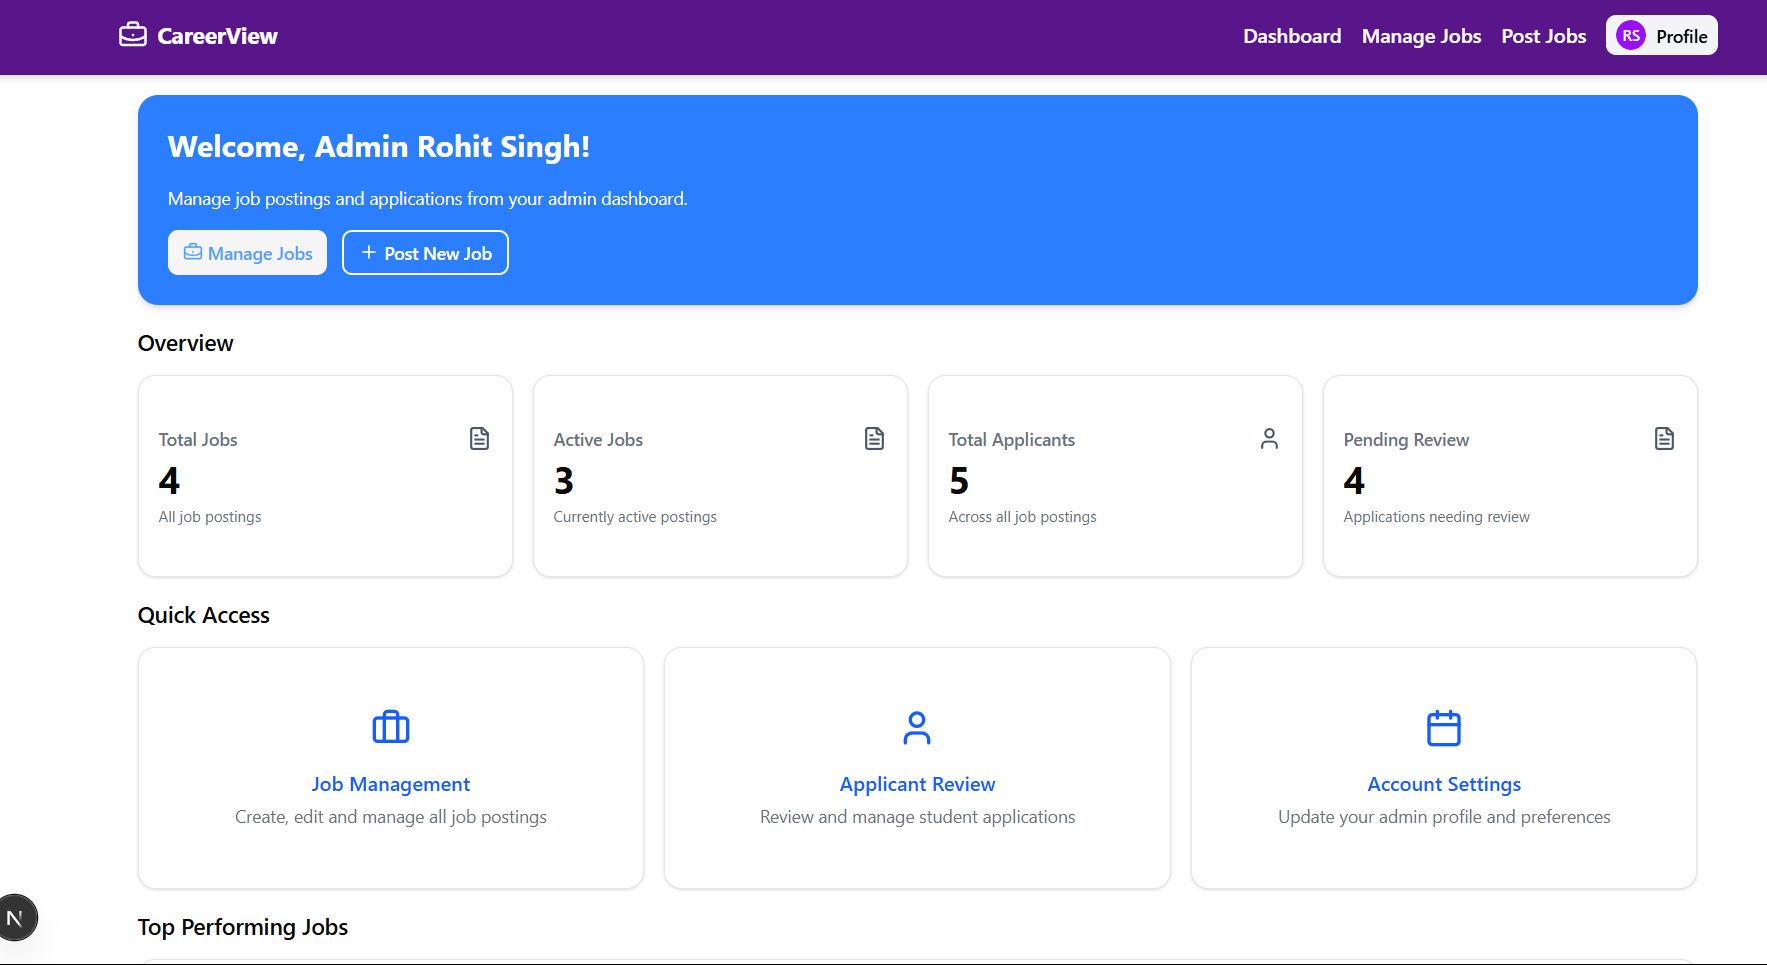 CareerView
Dashboard
Manage Jobs
Post Jobs
RS
Profile
Welcome, Admin Rohit Singh!
Manage job postings and applications from your admin dashboard.
Manage Jobs
+ Post New Job
Overview
Total Jobs
4
All job postings
Active Jobs
3
Currently active postings
Total Applicants
5
Across all job postings
Pending Review
4
Applications needing review
Quick Access
Job Management
Create, edit and manage all job postings
Applicant Review
Review and manage student applications
Account Settings
Update your admin profile and preferences
N
Top Performing Jobs